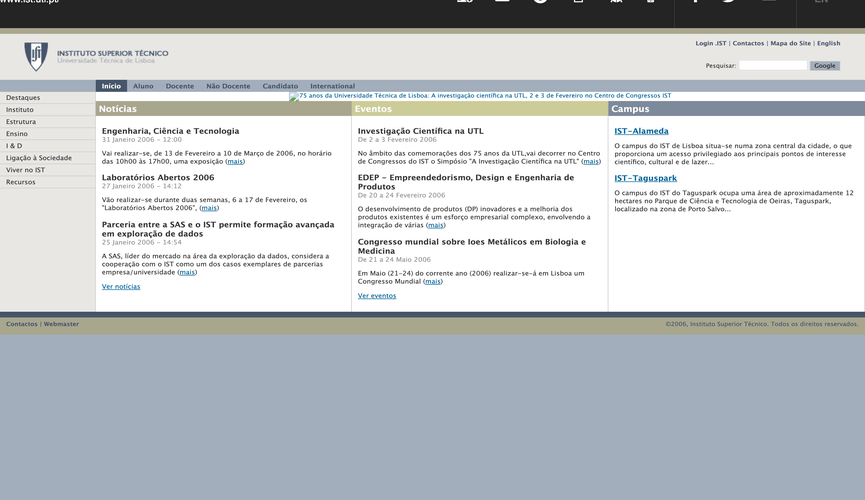 www.ist.utl.pt/
EN
Login .IST | Contactos | Mapa do Site | English
INSTITUTO SUPERIOR TÉCNICO
Universidade Técnica de Lisboa
Pesquisar:
Google
Início Aluno Docente Não Docente Candidato International
Destaques
Instituto
Estrutura
Ensino
I & D
Ligação à Sociedade
Viver no IST
Recursos
75 anos da Universidade Técnica de Lisboa: A investigação científica na UTL, 2 e 3 de Fevereiro no Centro de Congressos IST
Notícias
Engenharia, Ciência e Tecnologia
31 Janeiro 2006 - 12:00
Vai realizar-se, de 13 de Fevereiro a 10 de Março de 2006, no horário
das 10h00 às 17h00, uma exposição (mais)
Laboratórios Abertos 2006
27 Janeiro 2006 - 14:12
Vão realizar-se durante duas semanas, 6 a 17 de Fevereiro, os
"Laboratórios Abertos 2006", (mais)
Parceria entre a SAS e o IST permite formação avançada
em exploração de dados
25 Janeiro 2006 - 14:54
A SAS, líder do mercado na área da exploração da dados, considera a
cooperação com o IST como um dos casos exemplares de parcerias
empresa/universidade (mais)
Ver notícias
Eventos
Investigação Científica na UTL
De 2 a 3 Fevereiro 2006
No âmbito das comemorações dos 75 anos da UTL,vai decorrer no Centro
de Congressos do IST o Simpósio "A Investigação Científica na UTL" (mais)
EDEP - Empreendedorismo, Design e Engenharia de
Produtos
De 20 a 24 Fevereiro 2006
O desenvolvimento de produtos (DP) inovadores e a melhoria dos
produtos existentes é um esforço empresarial complexo, envolvendo a
integração de várias (mais)
Congresso mundial sobre Ioes Metálicos em Biologia e
Medicina
De 21 a 24 Maio 2006
Em Maio (21-24) do corrente ano (2006) realizar-se-á em Lisboa um
Congresso Mundial (mais)
Ver eventos
Campus
IST-Alameda
O campus do IST de Lisboa situa-se numa zona central da cidade, o que
proporciona um acesso privilegiado aos principais pontos de interesse
científico, cultural e de lazer...
IST-Taguspark
O campus do IST do Taguspark ocupa uma área de aproximadamente 12
hectares no Parque de Ciência e Tecnologia de Oeiras, Taguspark,
localizado na zona de Porto Salvo...
Contactos | Webmaster
©2006, Instituto Superior Técnico. Todos os direitos reservados.